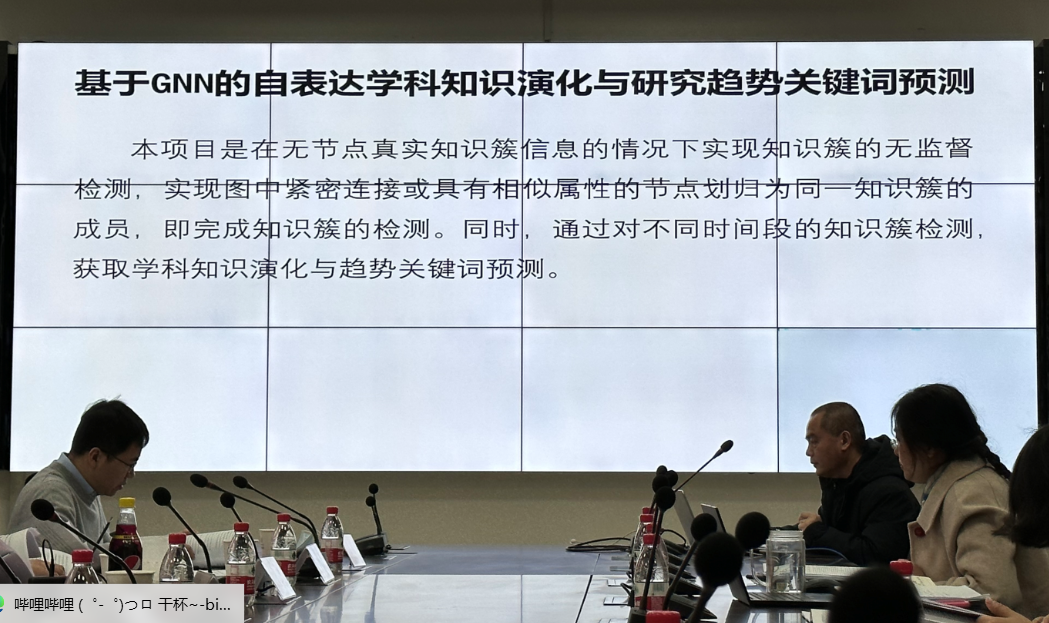 基于GNN的自表达学科知识演化与研究趋势关键词预测
本项目是在无节点真实知识簇信息的情况下实现知识簇的无监督
检测，实现图中紧密连接或具有相似属性的节点划归为同一知识簇的
成员，即完成知识簇的检测。同时，通过对不同时间段的知识簇检测，
获取学科知识演化与趋势关键词预测。
哔哩哔哩 (゜-゜)つロ 干杯~-bi...